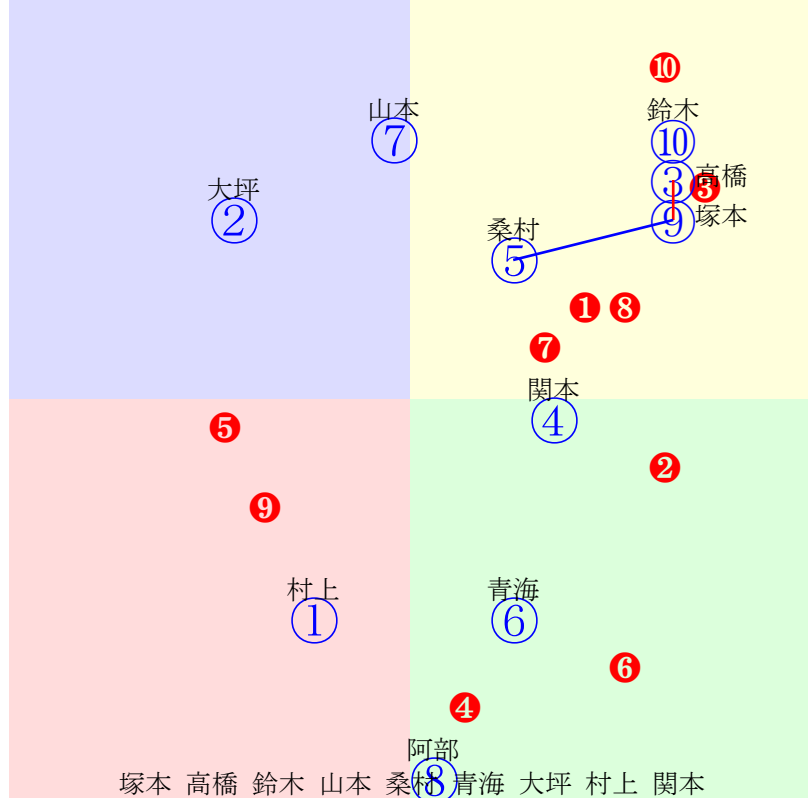 ❿
山本
鈴木
⑦
⑩
大坪
③
高橋
❸
②
⑨
塚本
桑村
⑤
❶
❽
❼
関本
④
❺
❷
❾
村上
青海
①
⑥
❻
❹
阿部
⑧
塚本 高橋 鈴木 山本 桑村 青海 大坪 村上 関本